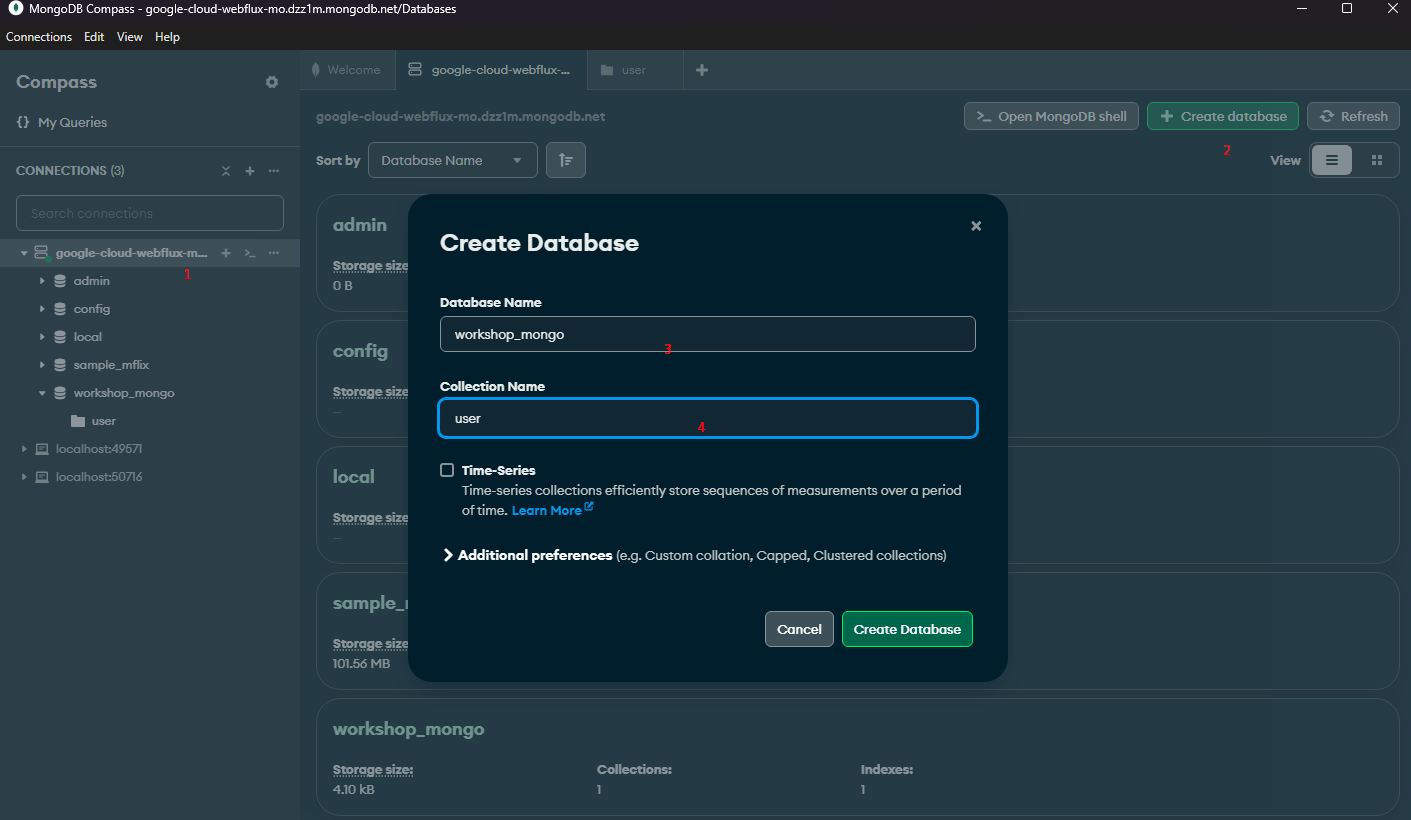 MongoDB Compass - google-cloud-webflux-mo.dzz1m.mongodb.net/Databases
Connections Edit View Help
Compass
{} My Queries
CONNECTIONS (3)
Search connections
google-cloud-webflux-m...
1
admin
config
local
sample_mflix
workshop_mongo
user
localhost:49571
localhost:50716
Welcome
google-cloud-webflux-...
user
google-cloud-webflux-mo.dzz1m.mongodb.net
>_ Open MongoDB shell
+ Create database
Refresh
2
Sort by
Database Name
View
admin
Storage size
0 B
config
Storage size
–
local
Storage size
–
sample_
Storage size
101.56 MB
workshop_mongo
Storage size: Collections: Indexes:
4.10 kB 1 1
Create Database
Database Name
workshop_mongo
3
Collection Name
user
4
Time-Series
Time-series collections efficiently store sequences of measurements over a period
of time. Learn More
Additional preferences (e.g. Custom collation, Capped, Clustered collections)
Cancel
Create Database